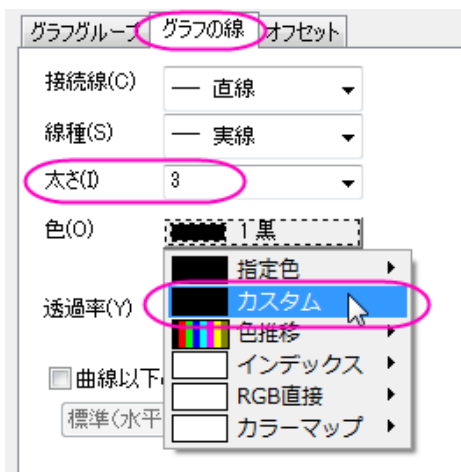 グラフグループ グラフの線 オフセット
接続線(C) 直線
線種(S) 実線
太さ(I) 3
色(O) 1 黒
指定色
カスタム
透過率(Y)
色推移
インデックス
曲線以下
RGB直接
標準(水平
カラーマップ